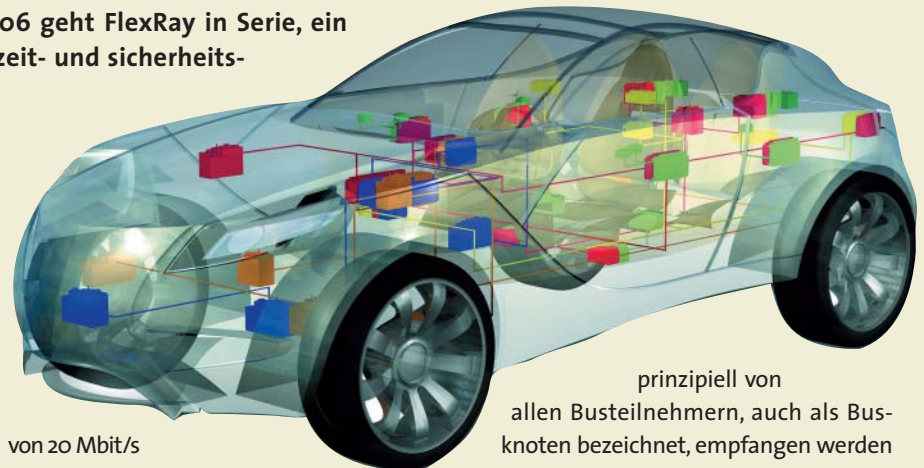 06 geht FlexRay in Serie, ein
zeit- und sicherheits-
prinzipiell von
allen Busteilnehmern, auch als Bus-
von 20 Mbit/s
knoten bezeichnet, empfangen werden